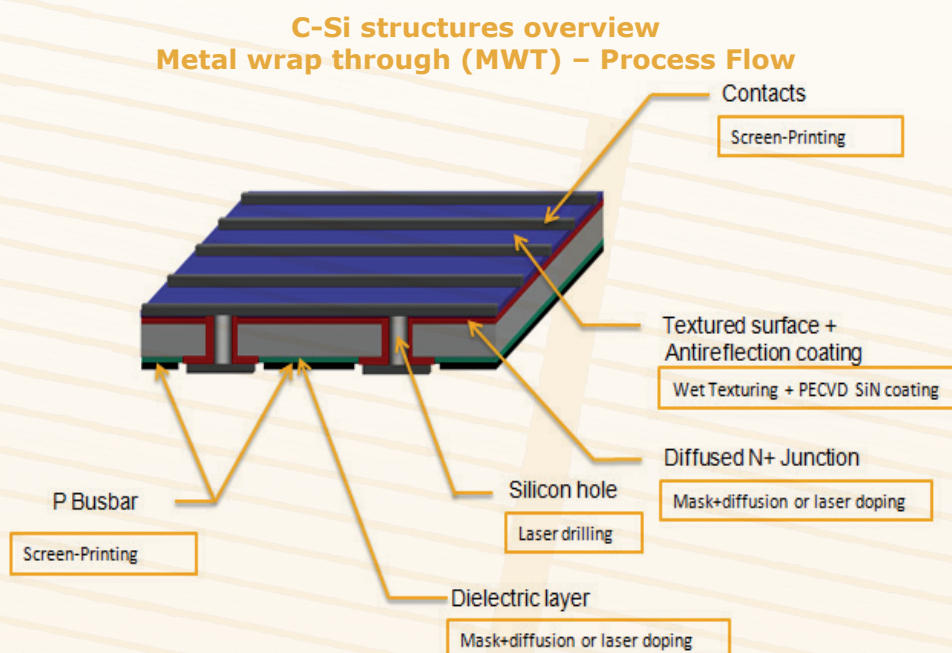 C-Si structures overview
Metal wrap through (MWT) – Process Flow
Contacts
Screen-Printing
Textured surface +
Antireflection coating
Wet Texturing + PECVD SiN coating
Diffused N+ Junction
Mask+diffusion or laser doping
Silicon hole
Laser drilling
P Busbar
Screen-Printing
Dielectric layer
Mask+diffusion or laser doping